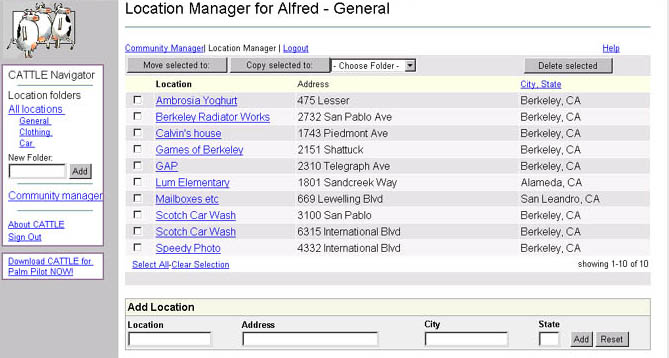 Location Manager for Alfred - General
Community Manager| Location Manager | Logout
Help
Move selected to:
Copy selected to:
- Choose Folder -
Delete selected
CATTLE Navigator
Location folders
All locations
General
Clothing
Car
New Folder:
Add
Community manager
About CATTLE
Sign Out
Download CATTLE for
Palm Pilot NOW!
Location Address City, State
Ambrosia Yoghurt 475 Lesser Berkeley, CA
Berkeley Radiator Works 2732 San Pablo Ave Berkeley, CA
Calvin's house 1743 Piedmont Ave Berkeley, CA
Games of Berkeley 2151 Shattuck Berkeley, CA
GAP 2310 Telegraph Ave Berkeley, CA
Lum Elementary 1801 Sandcreek Way Alameda, CA
Mailboxes etc 669 Lewelling Blvd San Leandro, CA
Scotch Car Wash 3100 San Pablo Berkeley, CA
Scotch Car Wash 6315 International Blvd Berkeley, CA
Speedy Photo 4332 International Blvd Berkeley, CA
Select All-Clear Selection
showing 1-10 of 10
Add Location
Location Address City State
Add Reset